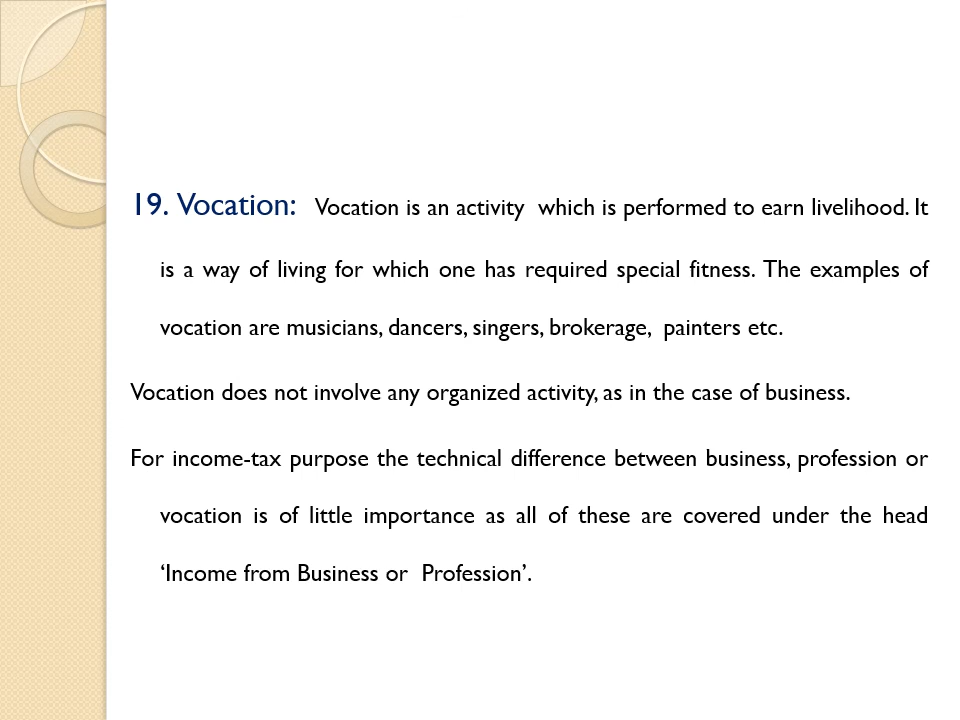 19. Vocation: Vocation is an activity which is performed to earn livelihood. It
is a way of living for which one has required special fitness. The examples of
vocation are musicians, dancers, singers, brokerage, painters etc.
Vocation does not involve any organized activity, as in the case of business.
For income-tax purpose the technical difference between business, profession or
vocation is of little importance as all of these are covered under the head
‘Income from Business or Profession’.